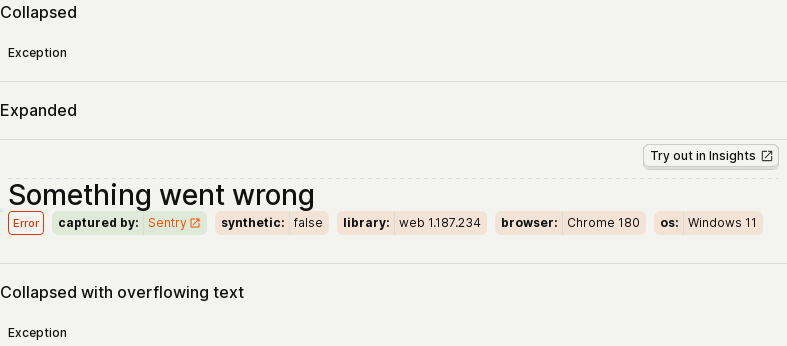 Collapsed
Exception
Expanded
Try out in Insights
Something went wrong
Error captured by: Sentry synthetic: false library: web 1.187.234 browser: Chrome 180 os: Windows 11
Collapsed with overflowing text
Exception